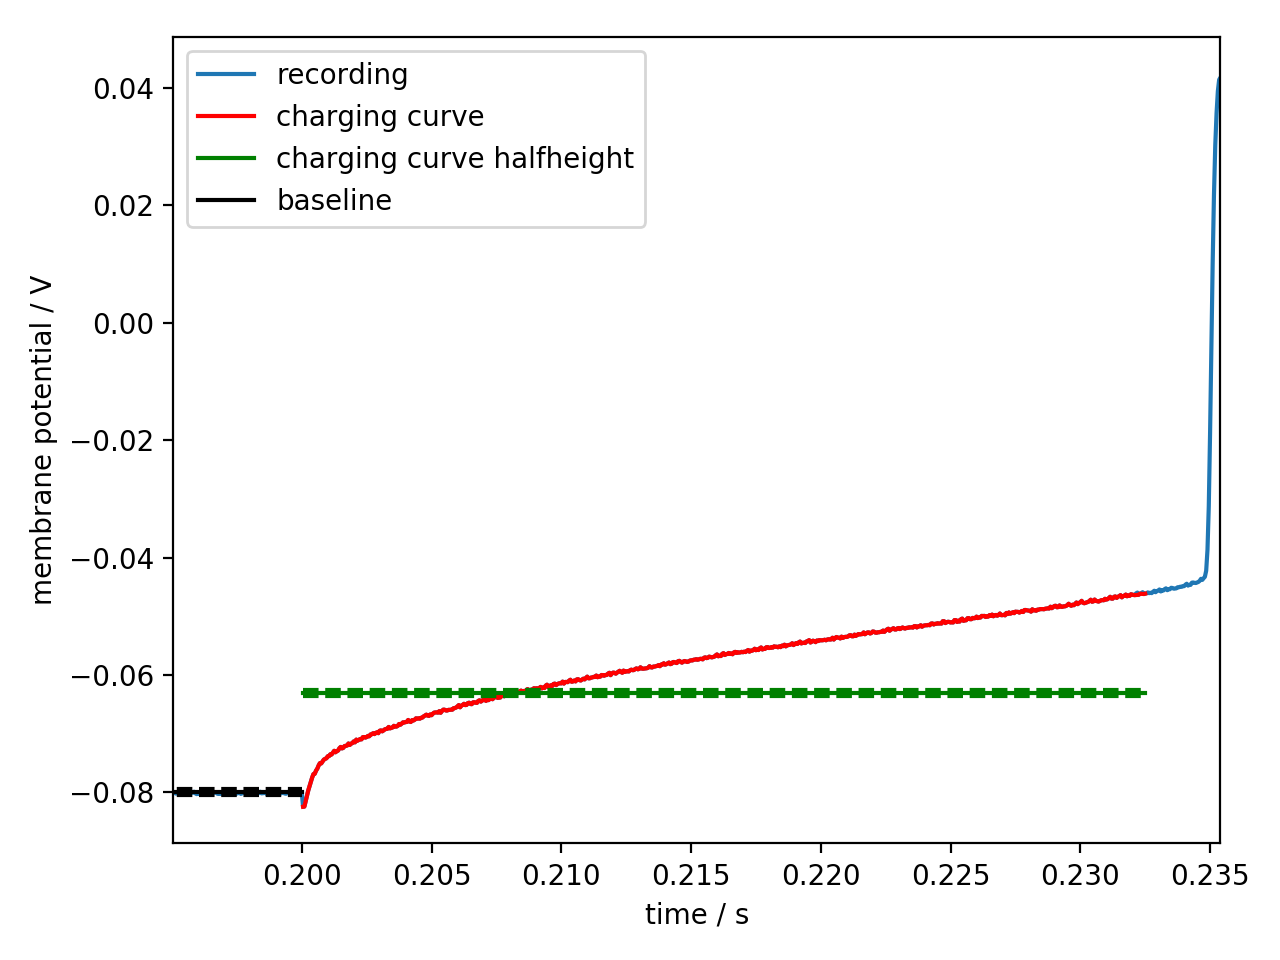 recording
charging curve
charging curve halfheight
baseline
0.04
0.02
0.00
−0.02
−0.04
−0.06
−0.08
membrane potential / V
0.200 0.205 0.210 0.215 0.220 0.225 0.230 0.235
time / s